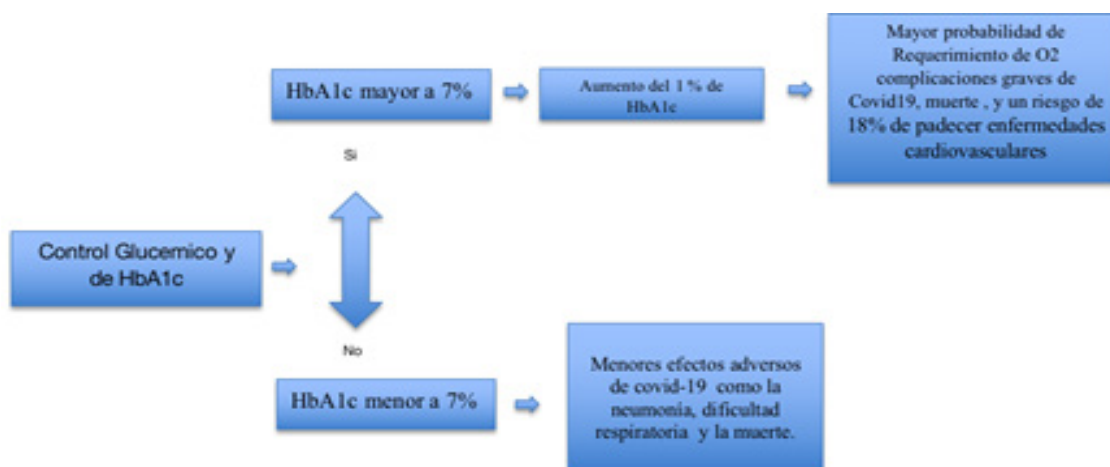 HbA1c mayor a 7%
Aumento del 1 % de
HbA1c
Mayor probabilidad de
Requerimiento de O2
complicaciones graves de
Covid19, muerte , y un riesgo de
18% de padecer enfermedades
cardiovasculares
Si
Control Glucemico y
de HbA1c
No
HbA1c menor a 7%
Menores efectos adversos
de covid-19 como la
neumonía, dificultad
respiratoria y la muerte.